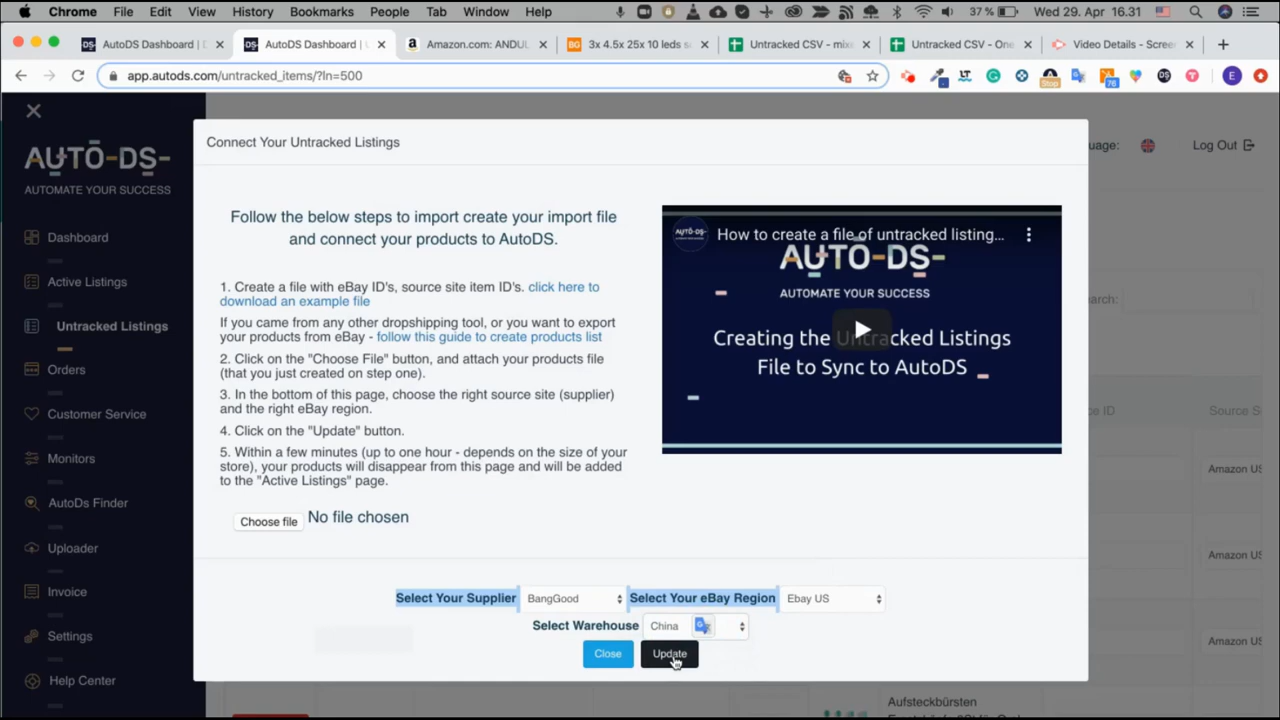 Chrome File Edit View History Bookmarks People Tab Window Help 37 % Wed 29. Apr 16.31
AutoDS Dashboard | AutoDS Dashboard | Amazon.com: ANDUL 3x 4.5x 25x 10 leds s Untracked CSV - mix Untracked CSV - One Video Details - Scree
app.autods.com/untracked_items/?ln=500
Stop 76 E
AUTO-DS-
AUTOMATE YOUR SUCCESS
Dashboard
Active Listings
Untracked Listings
Orders
Customer Service
Monitors
AutoDs Finder
Uploader
Invoice
Settings
Help Center
Connect Your Untracked Listings
Follow the below steps to import create your import file
and connect your products to AutoDS.
1. Create a file with eBay ID's, source site item ID's. click here to
download an example file
If you came from any other dropshipping tool, or you want to export
your products from eBay - follow this guide to create products list
2. Click on the "Choose File" button, and attach your products file
(that you just created on step one).
3. In the bottom of this page, choose the right source site (supplier)
and the right eBay region.
4. Click on the "Update" button.
5. Within a few minutes (up to one hour - depends on the size of your
store), your products will disappear from this page and will be added
to the "Active Listings" page.
Choose file No file chosen
How to create a file of untracked listing...
AUTO-DS-
AUTOMATE YOUR SUCCESS
Creating the Untracked Listings
File to Sync to AutoDS
Select Your Supplier BangGood Select Your eBay Region Ebay US
Select Warehouse China
Close Update
uage: Log Out
arch:
ce ID Source S
Amazon US
Amazon US
Amazon US
Aufsteckbürsten